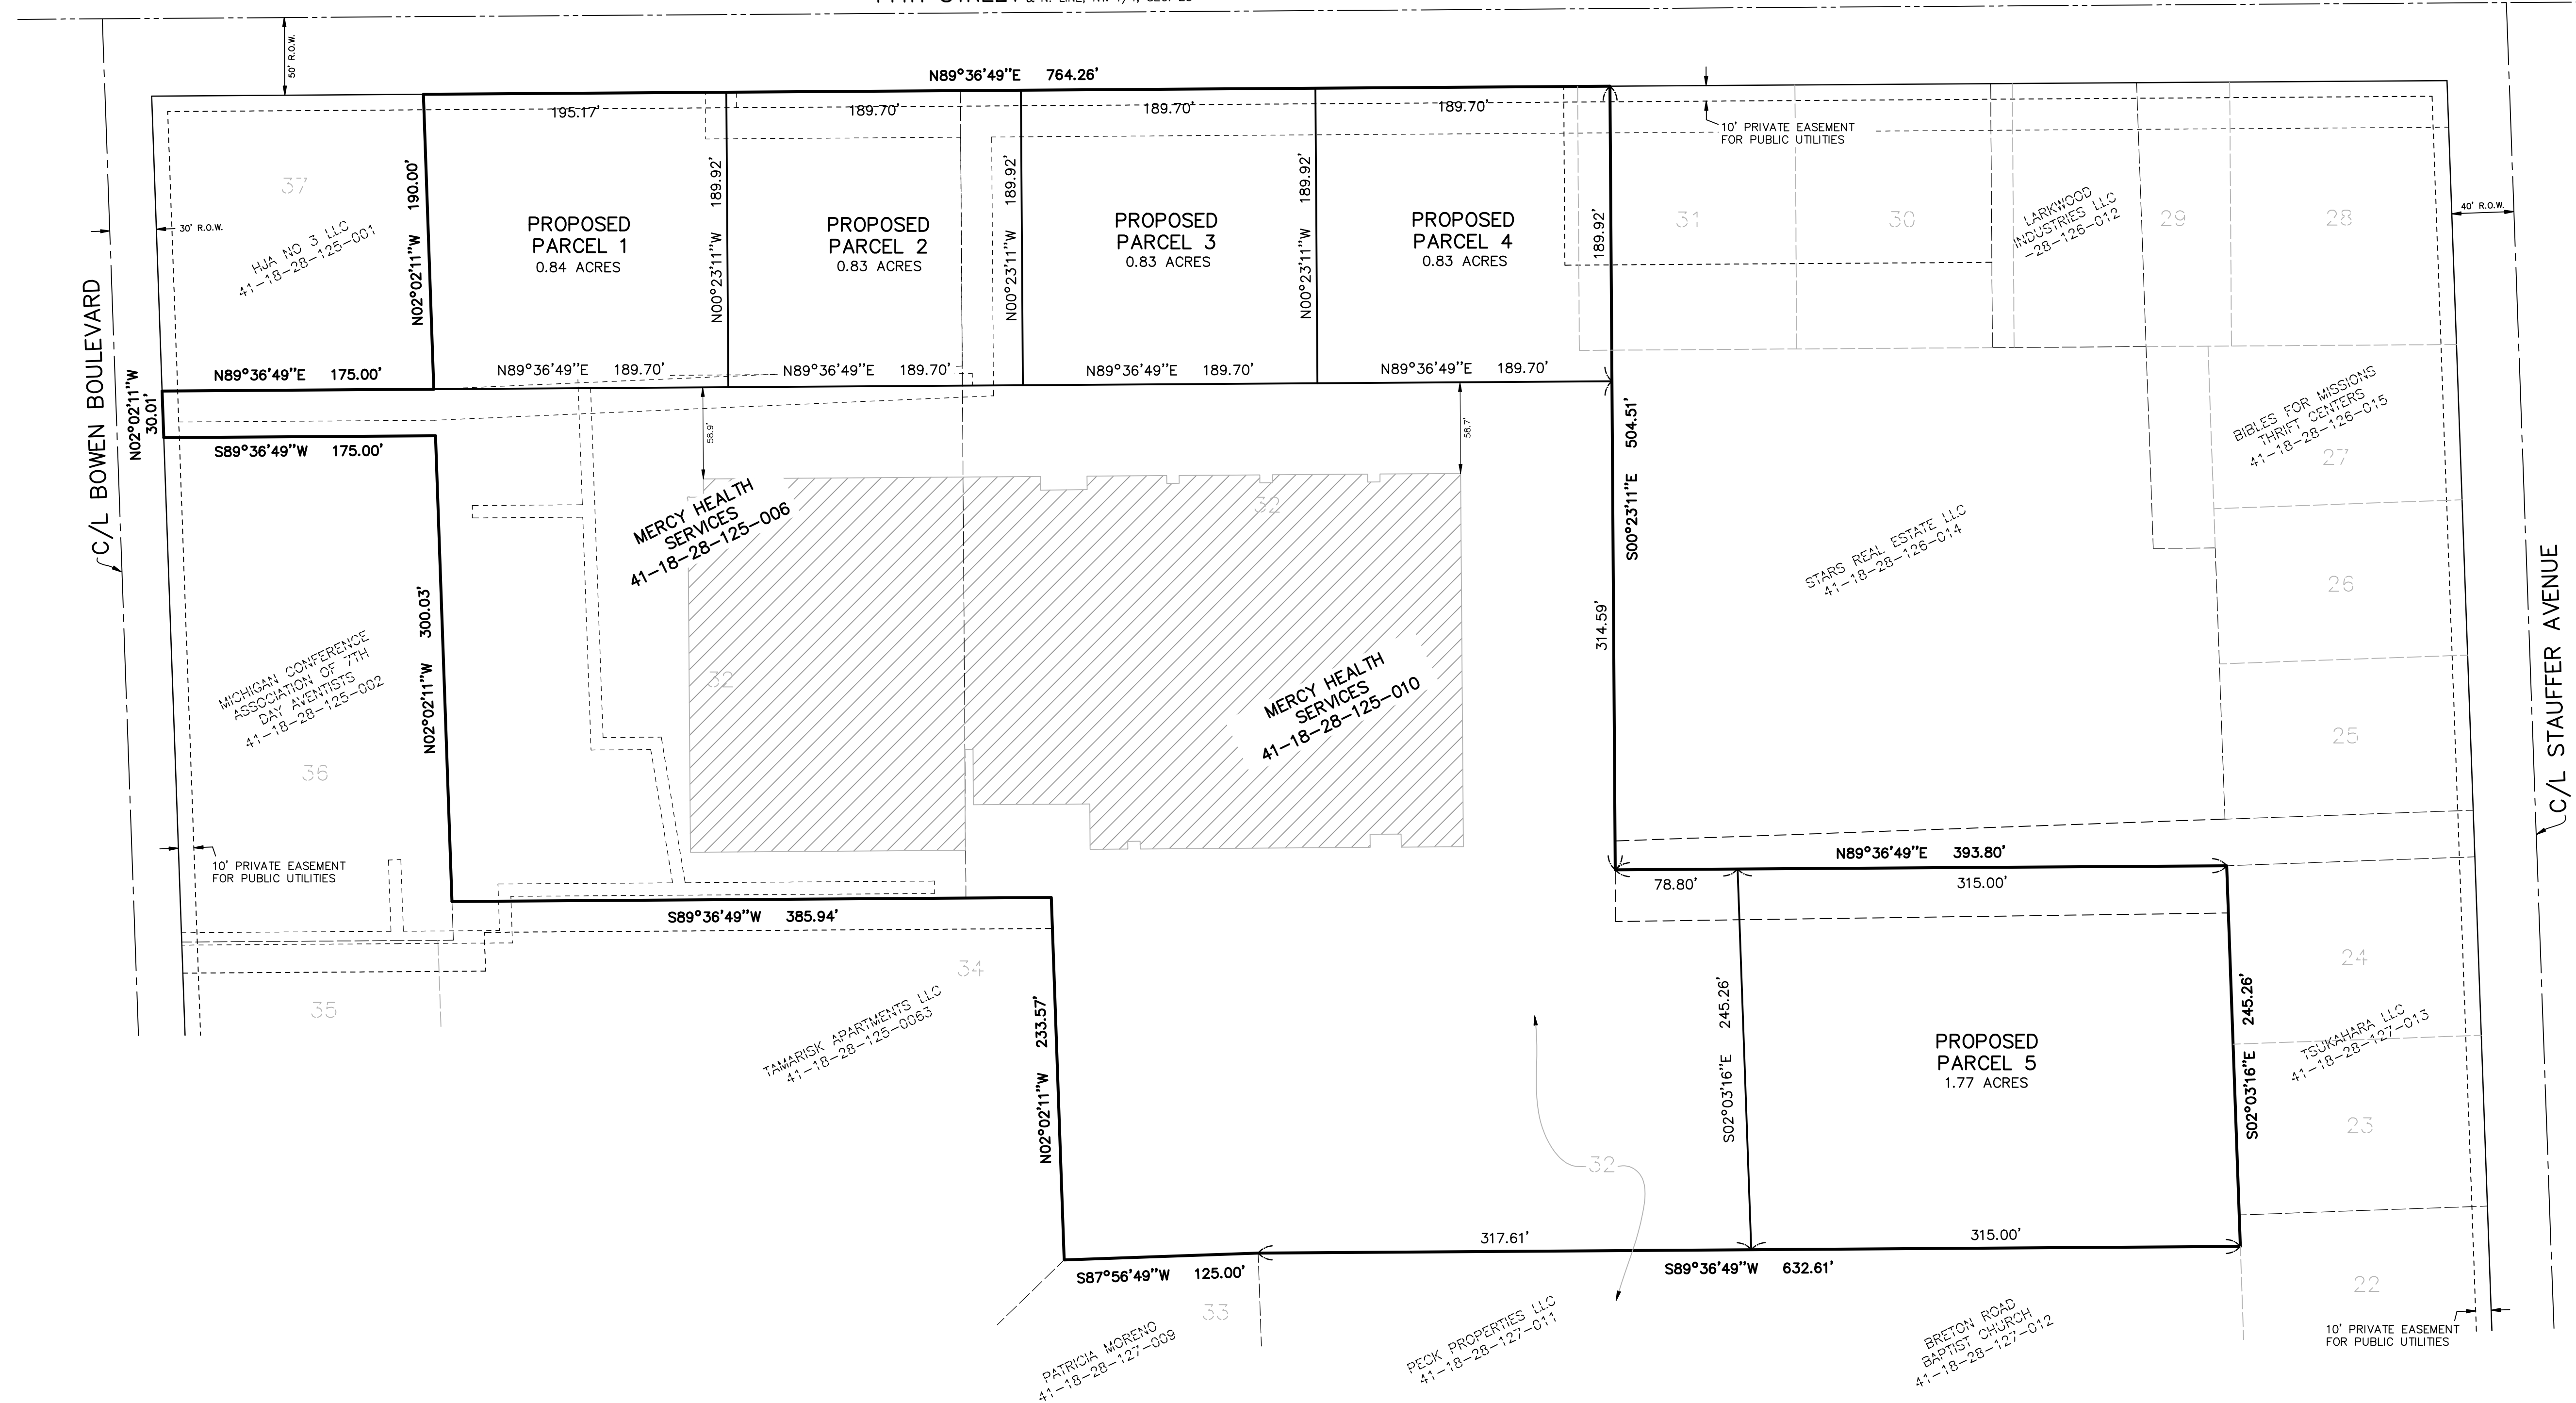 50' R.O.W.
N89°36'49"E 764.26'
195.17'
189.70'
189.70'
189.70'
10' PRIVATE EASEMENT
FOR PUBLIC UTILITIES
37
HJA NO 3 LLC
41-18-28-125-001
30' R.O.W.
N02°02'11"W 190.00'
PROPOSED
PARCEL 1
0.84 ACRES
N00°23'11"W 189.92'
PROPOSED
PARCEL 2
0.83 ACRES
N00°23'11"W 189.92'
PROPOSED
PARCEL 3
0.83 ACRES
N00°23'11"W 189.92'
PROPOSED
PARCEL 4
0.83 ACRES
189.92'
31
30
LARKWOOD
INDUSTRIES LLC
-28-126-012
29
28
40' R.O.W.
C/L BOWEN BOULEVARD
N89°36'49"E 175.00'
N89°36'49"E 189.70'
N89°36'49"E 189.70'
N89°36'49"E 189.70'
N89°36'49"E 189.70'
N02°02'11"W
30.01'
S89°36'49"W 175.00'
58.9'
58.7'
S00°23'11"E 504.51'
BIBLES FOR MISSIONS
THRIFT CENTERS
41-18-28-126-015
27
MERCY HEALTH
SERVICES
41-18-28-125-006
32
STARS REAL ESTATE LLC
41-18-28-126-014
26
C/L STAUFFER AVENUE
N02°02'11"W 300.03'
314.59'
MICHIGAN CONFERENCE
ASSOCIATION OF 7TH
DAY AVENTISTS
41-18-28-125-002
32
MERCY HEALTH
SERVICES
41-18-28-125-010
25
36
10' PRIVATE EASEMENT
FOR PUBLIC UTILITIES
N89°36'49"E 393.80'
78.80'
315.00'
S89°36'49"W 385.94'
34
35
24
TAMARISK APARTMENTS LLC
41-18-28-125-0063
N02°02'11"W 233.57'
S02°03'16"E 245.26'
PROPOSED
PARCEL 5
1.77 ACRES
S02°03'16"E 245.26'
TSUKAHARA LLC
41-18-28-127-013
23
32
317.61'
315.00'
S87°56'49"W 125.00'
S89°36'49"W 632.61'
33
22
PATRICIA MORENO
41-18-28-127-009
PECK PROPERTIES LLC
41-18-28-127-011
BRETON ROAD
BAPTIST CHURCH
41-18-28-127-012
10' PRIVATE EASEMENT
FOR PUBLIC UTILITIES